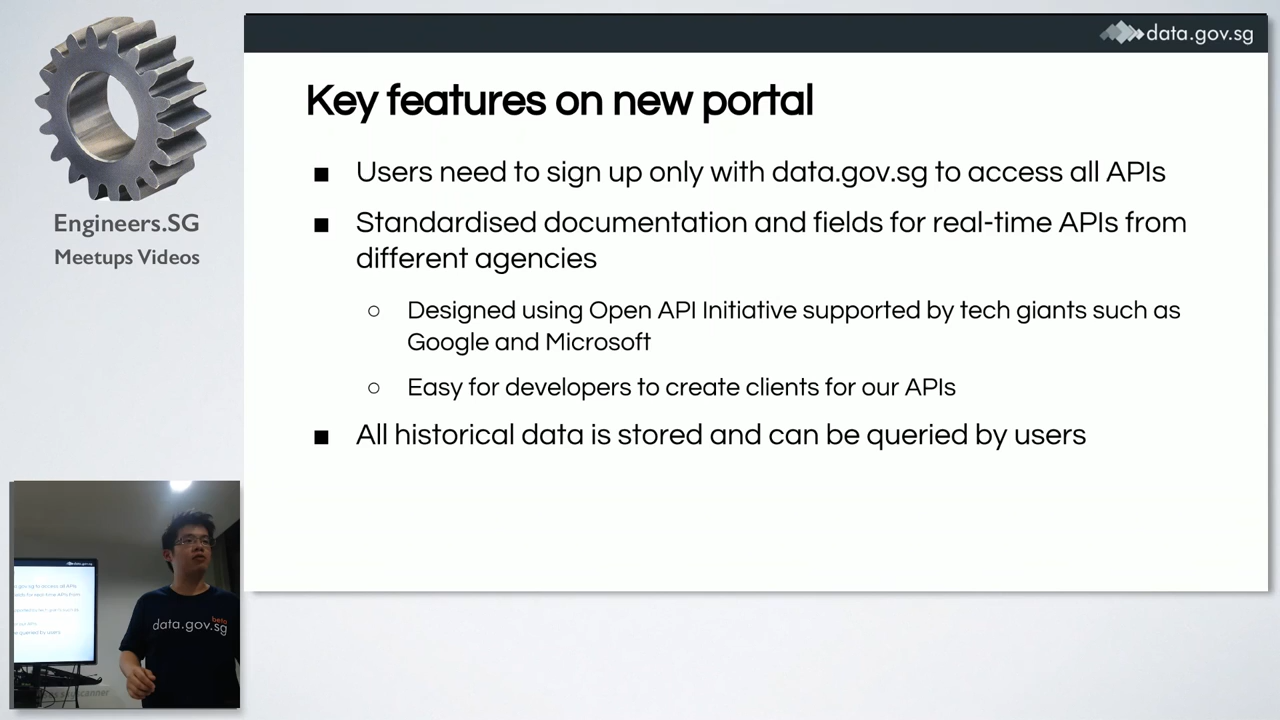 data.gov.sg
Key features on new portal
■ Users need to sign up only with data.gov.sg to access all APIs
■ Standardised documentation and fields for real-time APIs from
different agencies
○ Designed using Open API Initiative supported by tech giants such as
Google and Microsoft
○ Easy for developers to create clients for our APIs
■ All historical data is stored and can be queried by users
Engineers.SG
Meetups Videos
beta
data.gov.sg